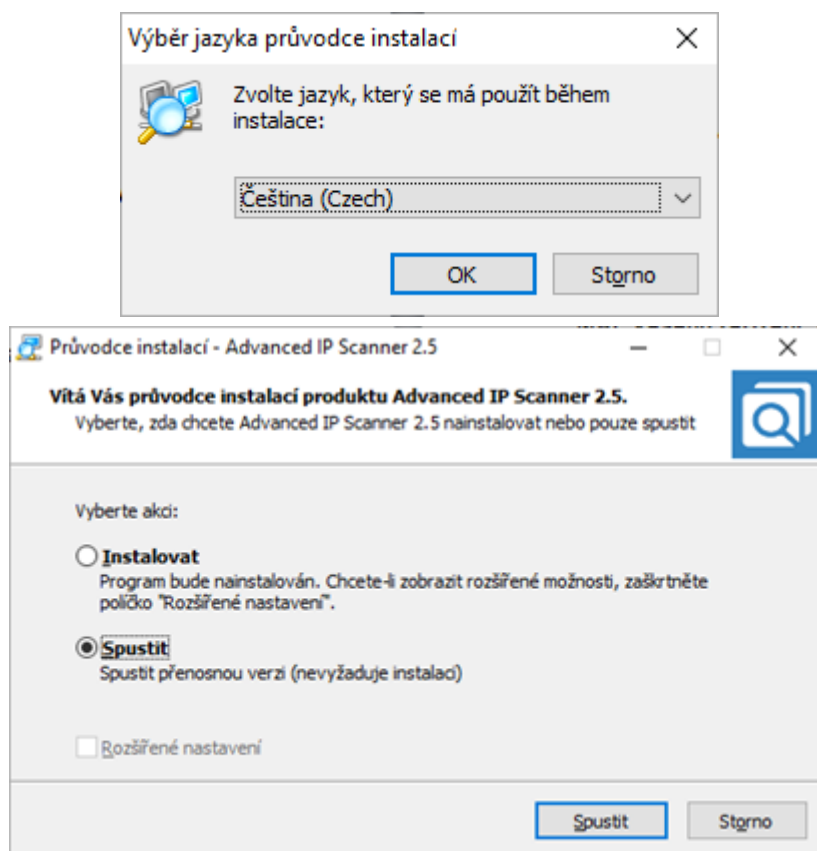 Výběr jazyka průvodce instalací
Zvolte jazyk, který se má použít během
instalace:
Čeština (Czech)
OK
Storno
Průvodce instalací - Advanced IP Scanner 2.5
Vítá Vás průvodce instalací produktu Advanced IP Scanner 2.5.
Vyberte, zda chcete Advanced IP Scanner 2.5 nainstalovat nebo pouze spustit
Vyberte akci:
Instalovat
Program bude nainstalován. Chcete-li zobrazit rozšířené možnosti, zaškrtněte
políčko "Rozšířené nastavení".
Spustit
Spustit přenosnou verzi (nevyžaduje instalaci)
Rozšířené nastavení
Spustit
Storno